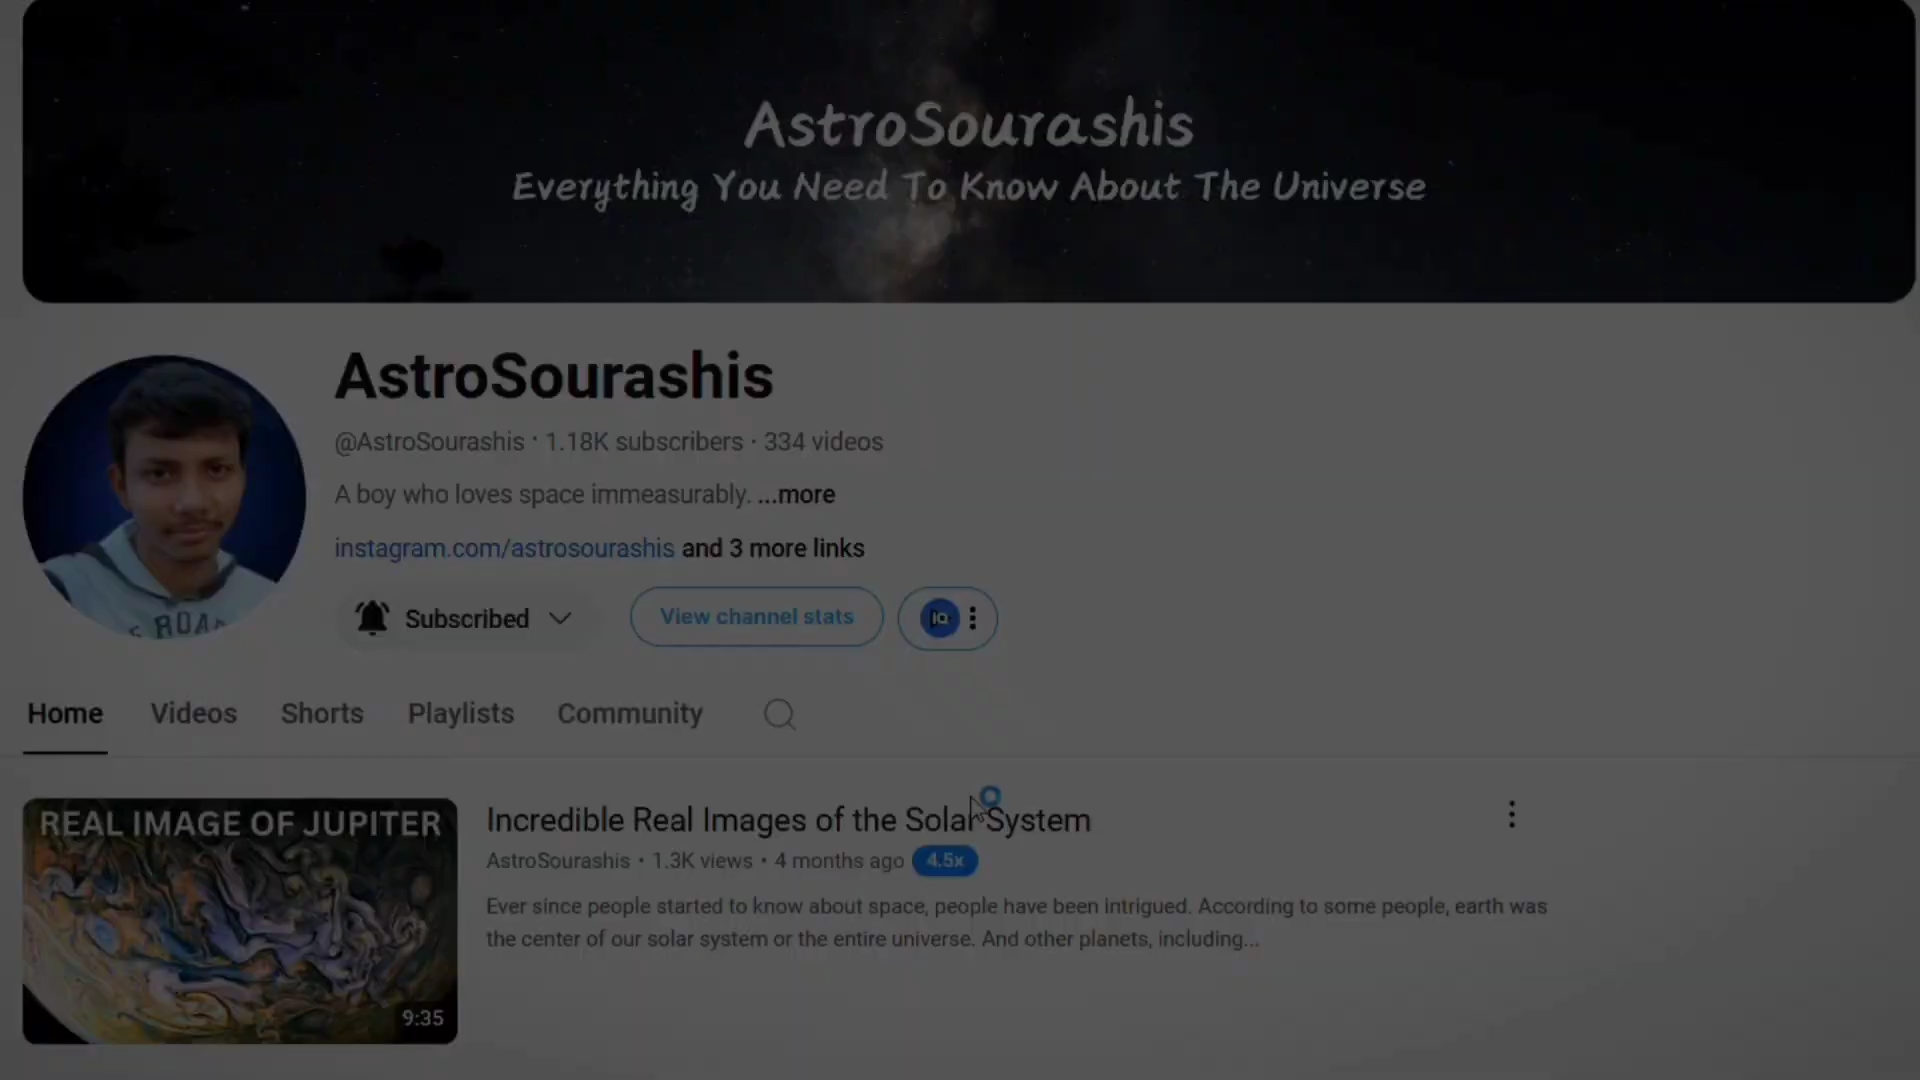 AstroSourashis
Everything You Need To Know About The Universe
AstroSourashis
@AstroSourashis · 1.18K subscribers · 334 videos
A boy who loves space immeasurably. ...more
instagram.com/astrosourashis and 3 more links
Subscribed
View channel stats
IQ
Home Videos Shorts Playlists Community
REAL IMAGE OF JUPITER
9:35
Incredible Real Images of the Solar System
AstroSourashis • 1.3K views • 4 months ago 4.5x
Ever since people started to know about space, people have been intrigued. According to some people, earth was
the center of our solar system or the entire universe. And other planets, including...